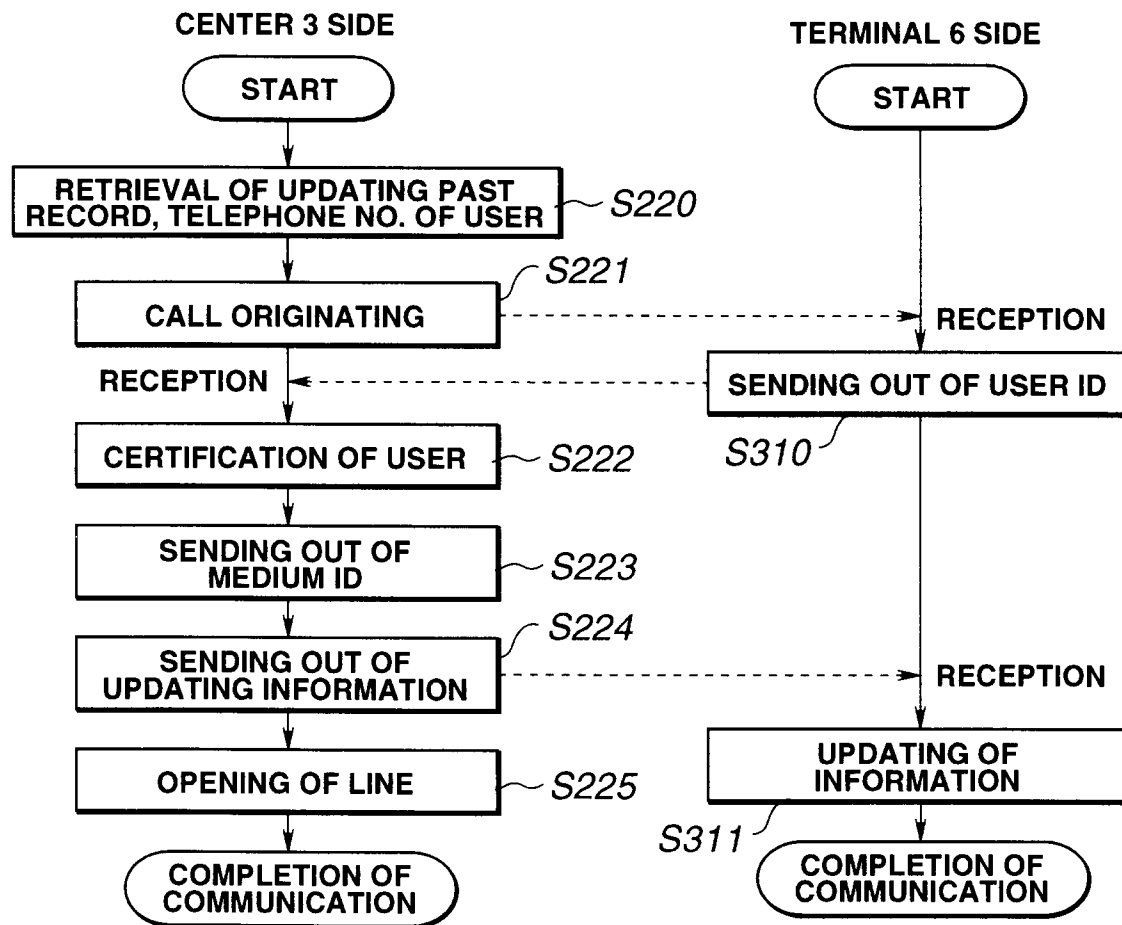 CENTER 3 SIDE
START
RETRIEVAL OF UPDATING PAST
RECORD, TELEPHONE NO. OF USER
S220
CALL ORIGINATING
S221
RECEPTION
CERTIFICATION OF USER
S222
SENDING OUT OF
MEDIUM ID
S223
SENDING OUT OF
UPDATING INFORMATION
S224
OPENING OF LINE
S225
COMPLETION OF
COMMUNICATION
TERMINAL 6 SIDE
START
RECEPTION
SENDING OUT OF USER ID
S310
RECEPTION
UPDATING OF
INFORMATION
S311
COMPLETION OF
COMMUNICATION